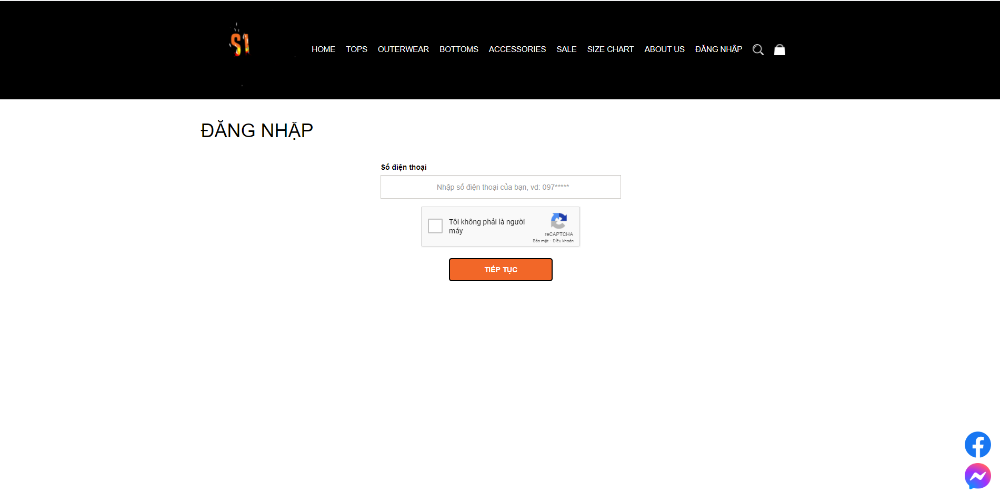 S1
HOME TOPS OUTERWEAR BOTTOMS ACCESSORIES SALE SIZE CHART ABOUT US ĐĂNG NHẬP
ĐĂNG NHẬP
Số điện thoại
Nhập số điện thoại của bạn, vd: 097*****
Tôi không phải là người
máy
reCAPTCHA
Bảo mật - Điều khoản
TIẾP TỤC